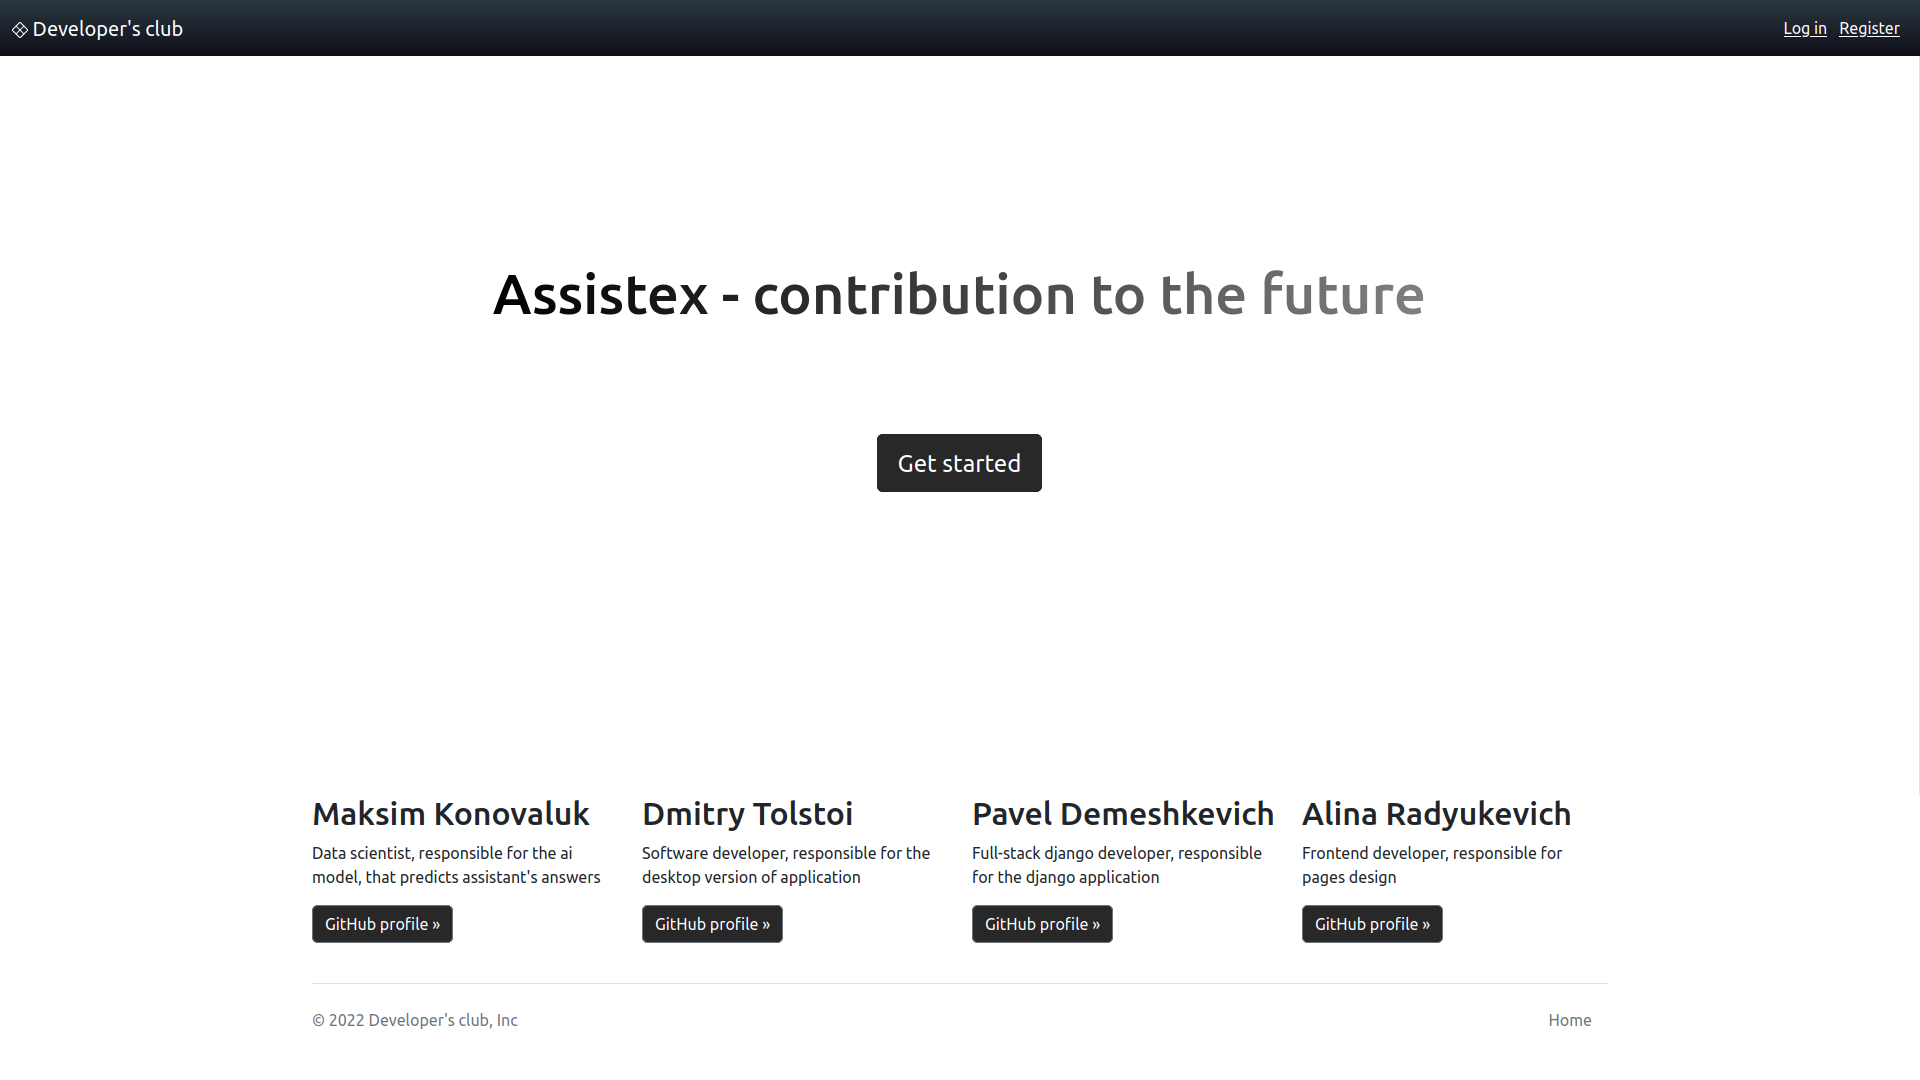 Developer's club
Log in Register
Assistex - contribution to the future
Get started
Maksim Konovaluk
Data scientist, responsible for the ai
model, that predicts assistant's answers
GitHub profile »
Dmitry Tolstoi
Software developer, responsible for the
desktop version of application
GitHub profile »
Pavel Demeshkevich
Full-stack django developer, responsible
for the django application
GitHub profile »
Alina Radyukevich
Frontend developer, responsible for
pages design
GitHub profile »
© 2022 Developer's club, Inc
Home